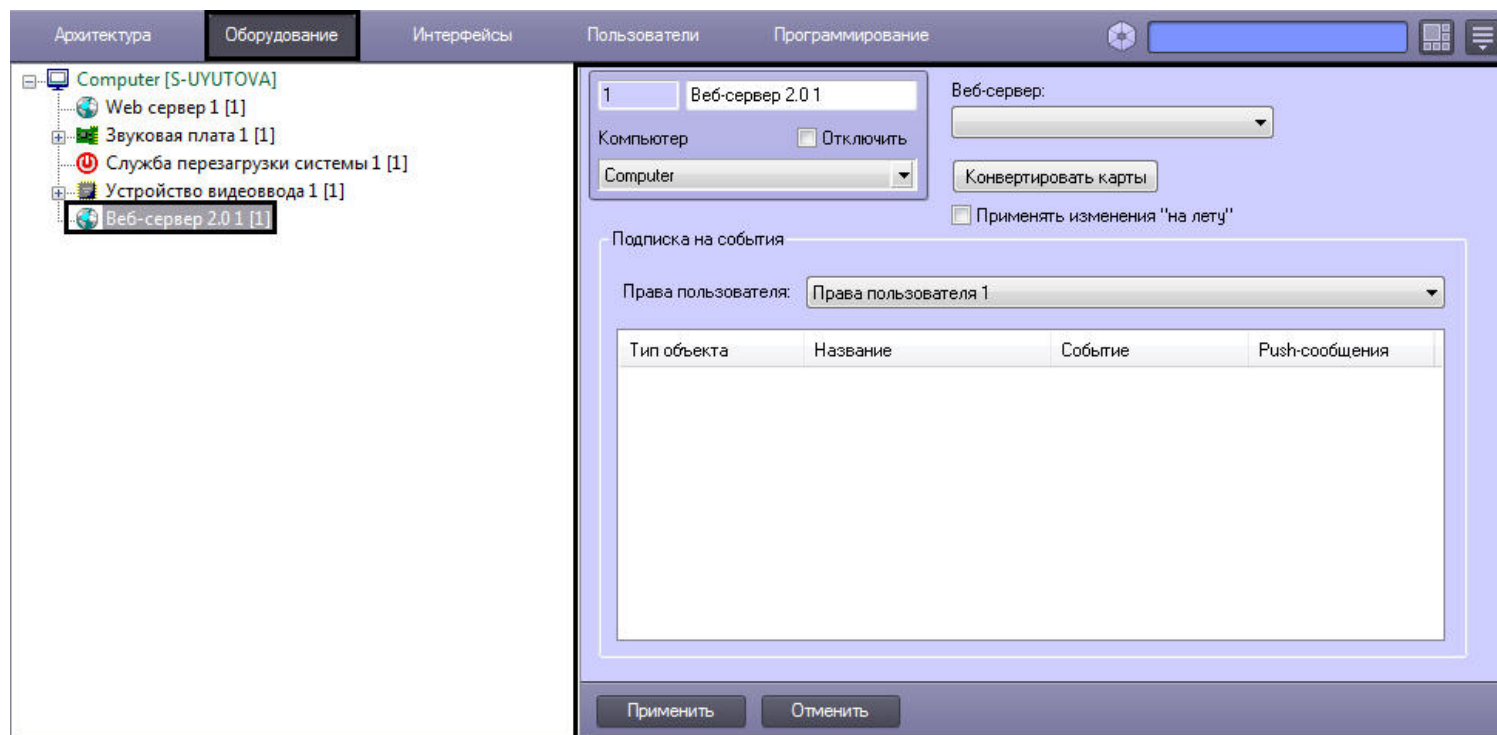 Архитектура Оборудование Интерфейсы Пользователи Программирование
Computer [S-UYUTOVA]
Web сервер 1 [1]
Звуковая плата 1 [1]
Служба перезагрузки системы 1 [1]
Устройство видеоввода 1 [1]
Веб-сервер 2.0 1 [1]
1 Веб-сервер 2.0 1
Компьютер Отключить
Computer
Веб-сервер:
Конвертировать карты
Применять изменения "на лету"
Подписка на события
Права пользователя: Права пользователя 1
Тип объекта Название Событие Push-сообщения
Применить Отменить